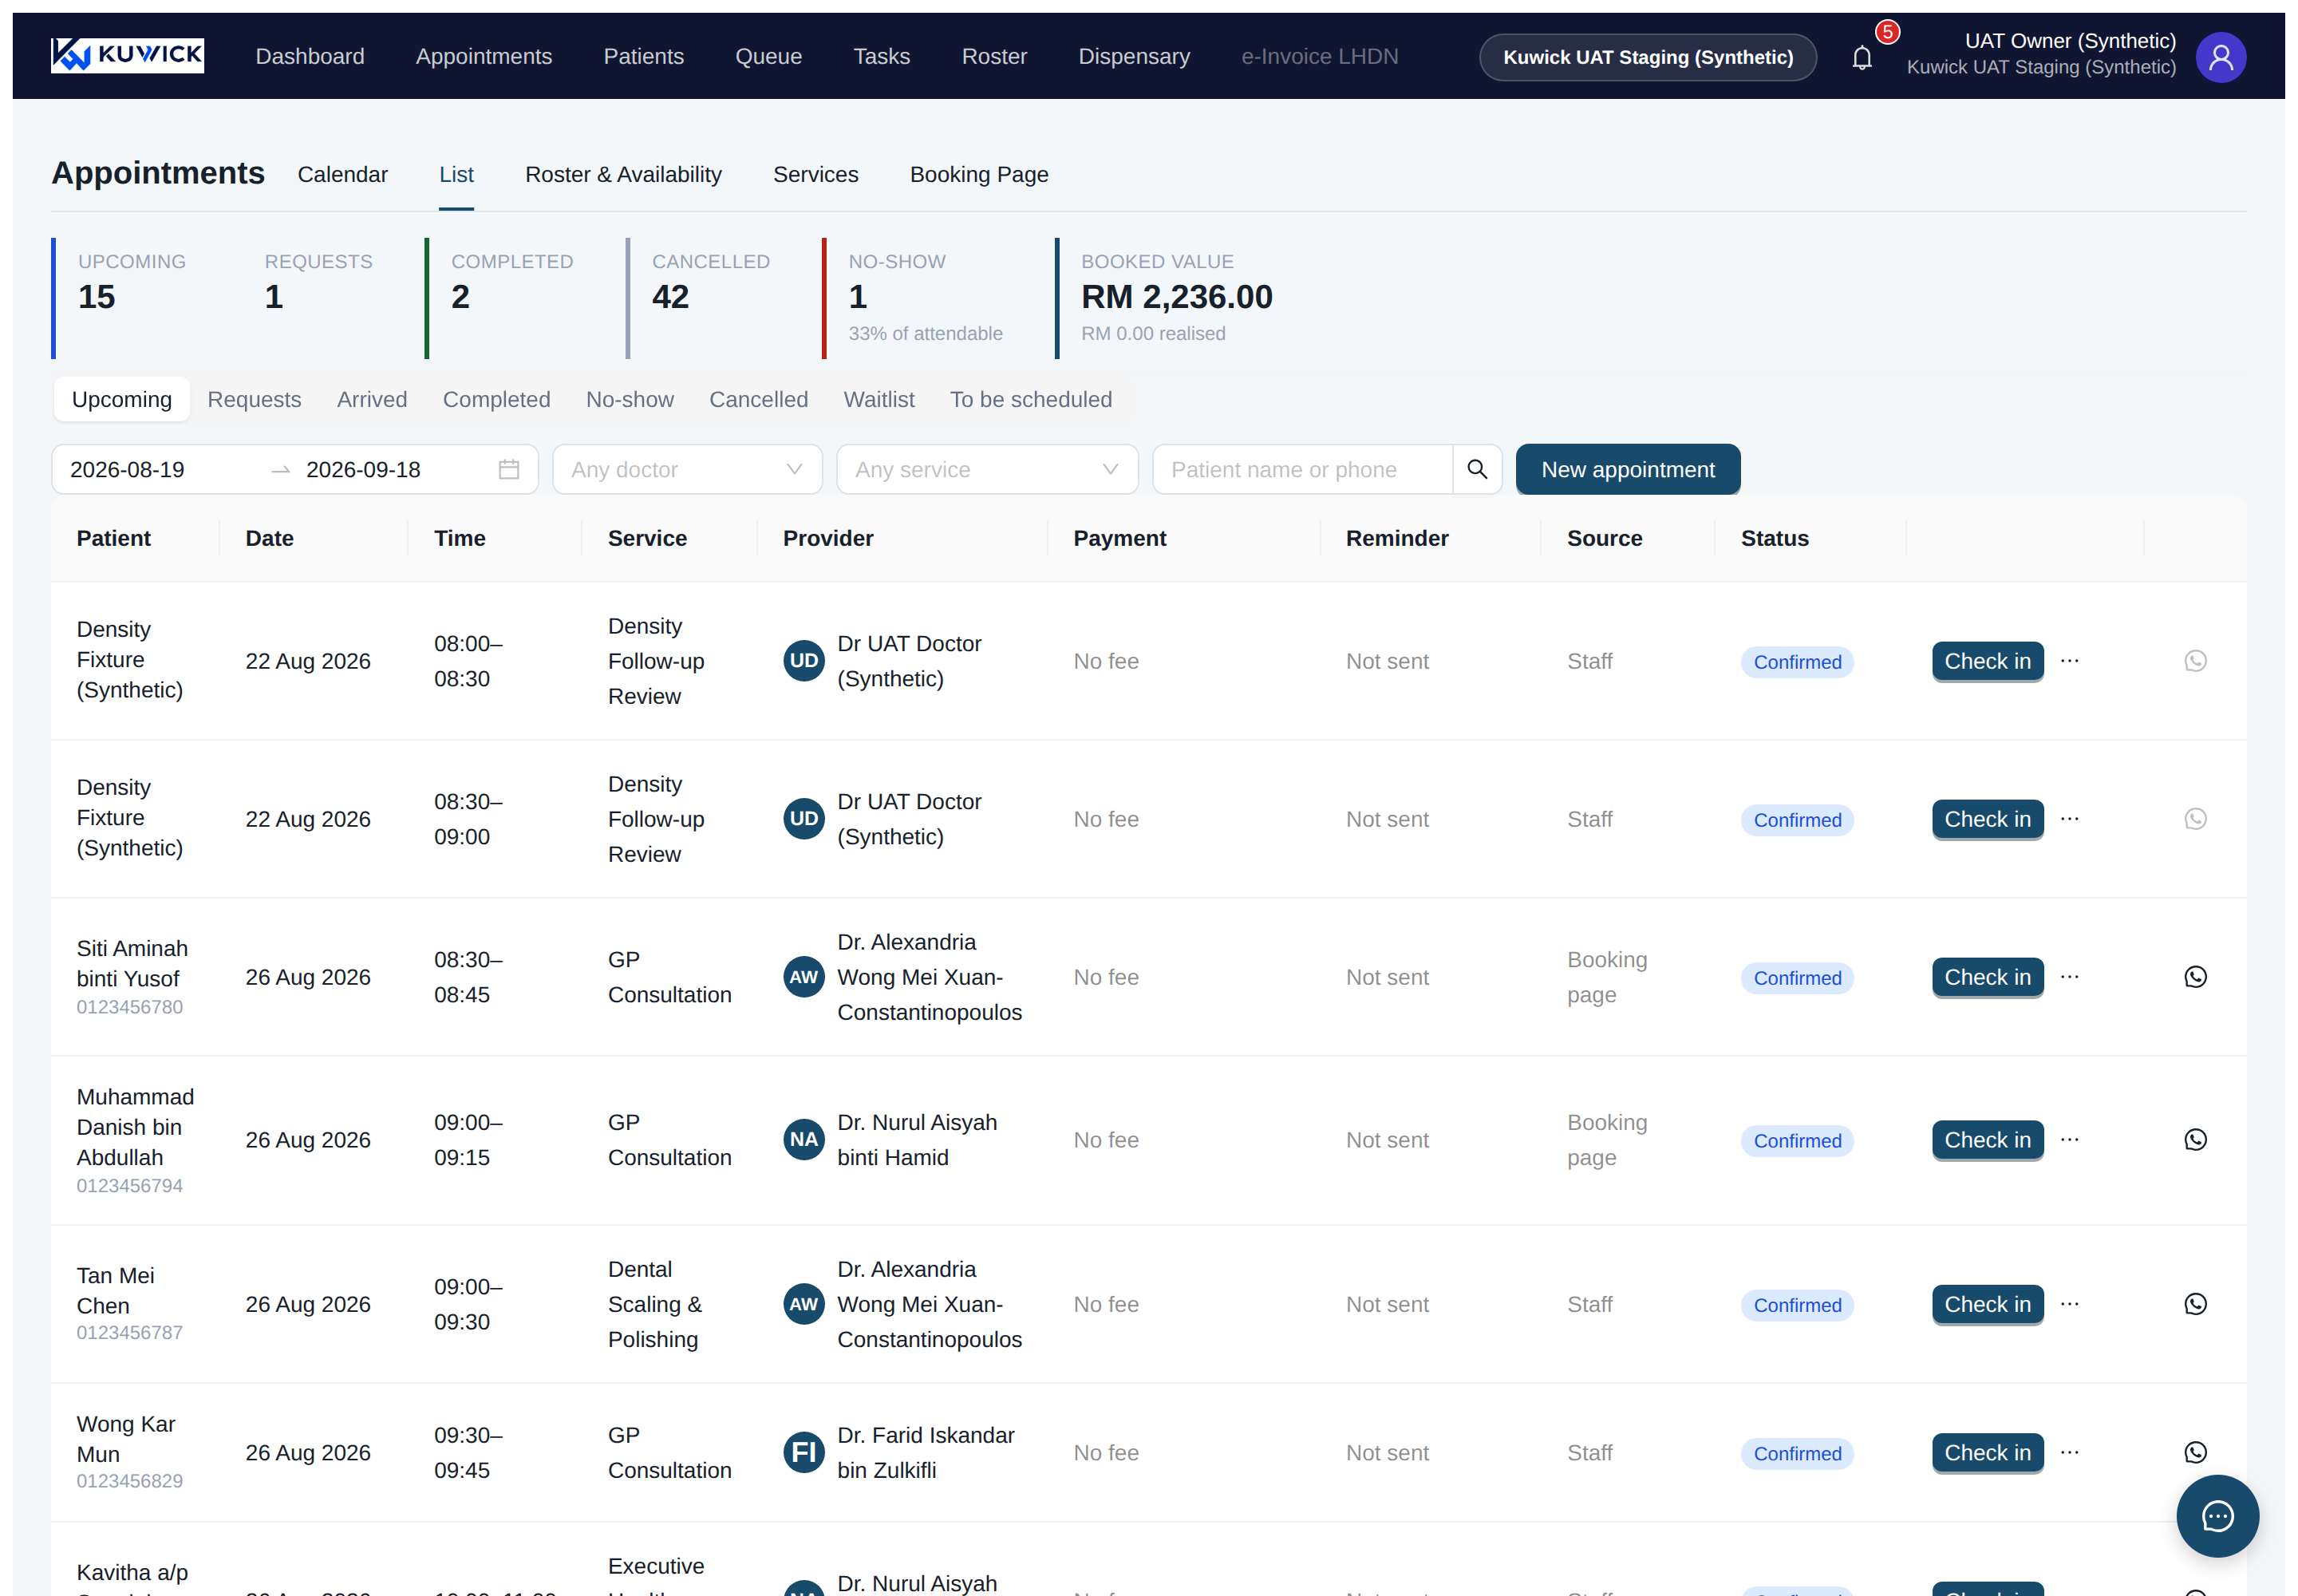 KUWICK
Dashboard Appointments Patients Queue Tasks Roster Dispensary e-Invoice LHDN
Kuwick UAT Staging (Synthetic)
5
UAT Owner (Synthetic)
Kuwick UAT Staging (Synthetic)
Appointments Calendar List Roster & Availability Services Booking Page
UPCOMING REQUESTS COMPLETED CANCELLED NO-SHOW BOOKED VALUE
15 1 2 42 1 RM 2,236.00
33% of attendable RM 0.00 realised
Upcoming Requests Arrived Completed No-show Cancelled Waitlist To be scheduled
2026-08-19 2026-09-18 Any doctor Any service Patient name or phone New appointment
Patient Date Time Service Provider Payment Reminder Source Status
Density
Fixture
(Synthetic)
22 Aug 2026
08:00–
08:30
Density
Follow-up
Review
UD
Dr UAT Doctor
(Synthetic)
No fee
Not sent
Staff
Confirmed
Check in
Density
Fixture
(Synthetic)
22 Aug 2026
08:30–
09:00
Density
Follow-up
Review
UD
Dr UAT Doctor
(Synthetic)
No fee
Not sent
Staff
Confirmed
Check in
Siti Aminah
binti Yusof
0123456780
26 Aug 2026
08:30–
08:45
GP
Consultation
AW
Dr. Alexandria
Wong Mei Xuan-
Constantinopoulos
No fee
Not sent
Booking
page
Confirmed
Check in
Muhammad
Danish bin
Abdullah
0123456794
26 Aug 2026
09:00–
09:15
GP
Consultation
NA
Dr. Nurul Aisyah
binti Hamid
No fee
Not sent
Booking
page
Confirmed
Check in
Tan Mei
Chen
0123456787
26 Aug 2026
09:00–
09:30
Dental
Scaling &
Polishing
AW
Dr. Alexandria
Wong Mei Xuan-
Constantinopoulos
No fee
Not sent
Staff
Confirmed
Check in
Wong Kar
Mun
0123456829
26 Aug 2026
09:30–
09:45
GP
Consultation
FI
Dr. Farid Iskandar
bin Zulkifli
No fee
Not sent
Staff
Confirmed
Check in
Kavitha a/p
Executive
Dr. Nurul Aisyah